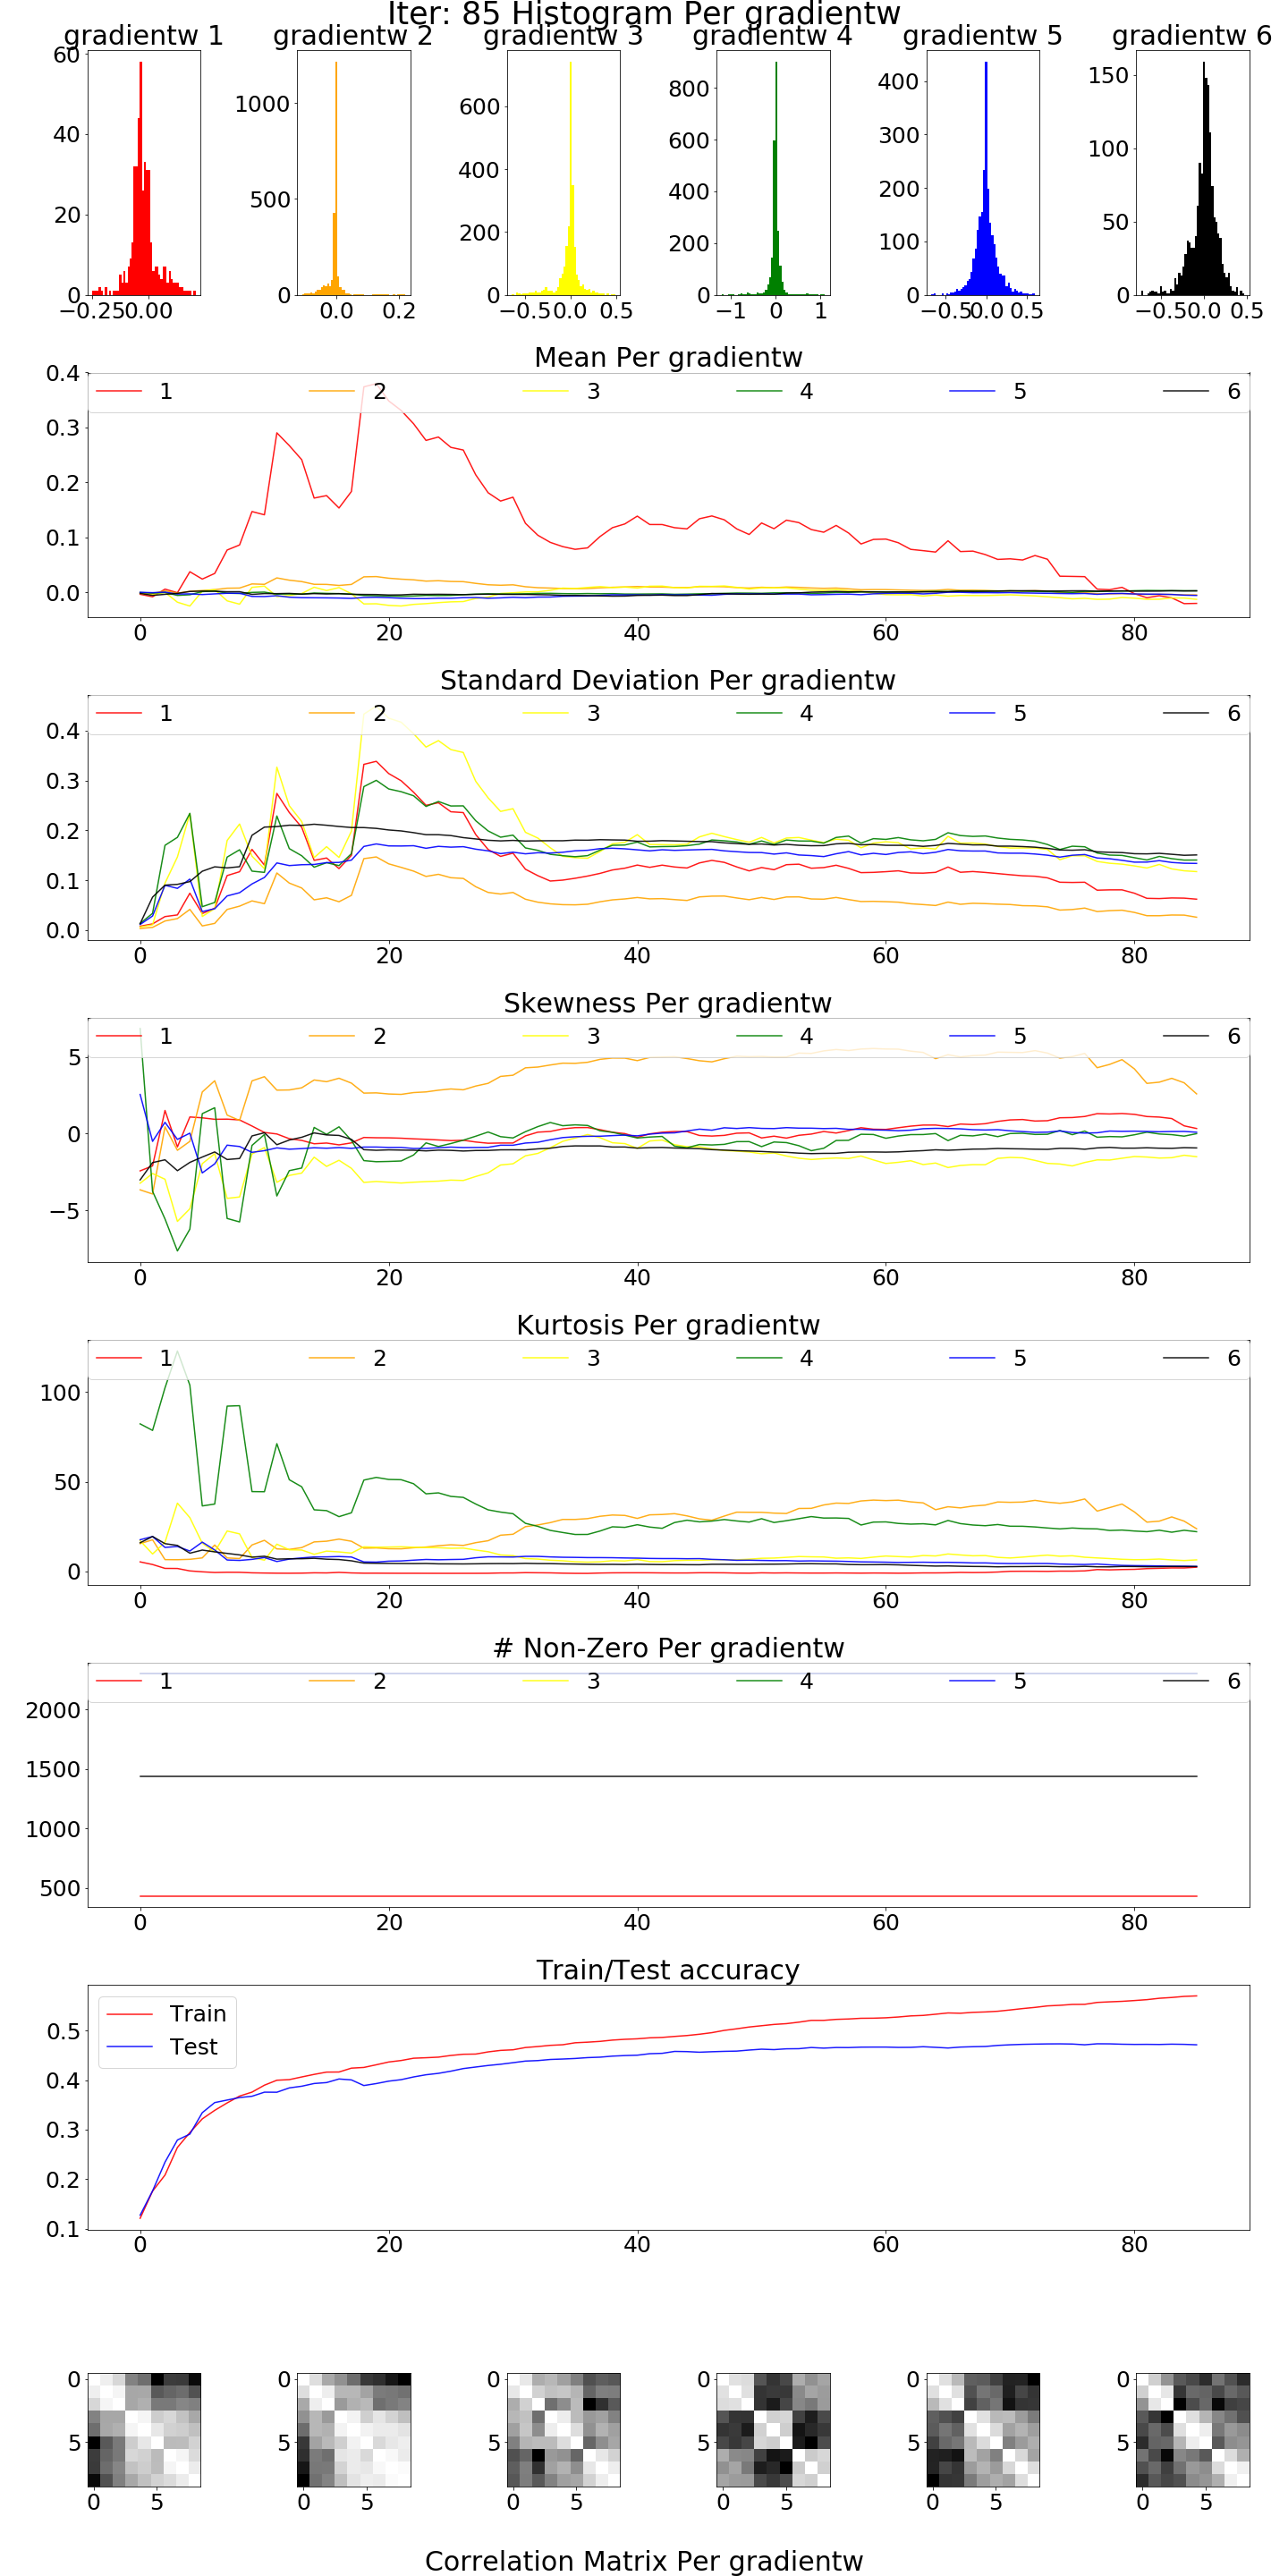 Iter: 85 Histogram Per gradientw
gradientw 1 gradientw 2 gradientw 3 gradientw 4 gradientw 5 gradientw 6
60
40
20
0
−0.25 0.00
1000
500
0
0.0 0.2
600
400
200
0
−0.5 0.0 0.5
800
600
400
200
0
−1 0 1
400
300
200
100
0
−0.5 0.0 0.5
150
100
50
0
−0.5 0.0 0.5
Mean Per gradientw
1 2 3 4 5 6
0.4
0.3
0.2
0.1
0.0
0 20 40 60 80
Standard Deviation Per gradientw
1 2 3 4 5 6
0.4
0.3
0.2
0.1
0.0
0 20 40 60 80
Skewness Per gradientw
1 2 3 4 5 6
5
0
−5
0 20 40 60 80
Kurtosis Per gradientw
1 2 3 4 5 6
100
50
0
0 20 40 60 80
# Non-Zero Per gradientw
1 2 3 4 5 6
2000
1500
1000
500
0 20 40 60 80
Train/Test accuracy
Train
Test
0.5
0.4
0.3
0.2
0.1
0 20 40 60 80
0
5
0 5
0
5
0 5
0
5
0 5
0
5
0 5
0
5
0 5
0
5
0 5
Correlation Matrix Per gradientw